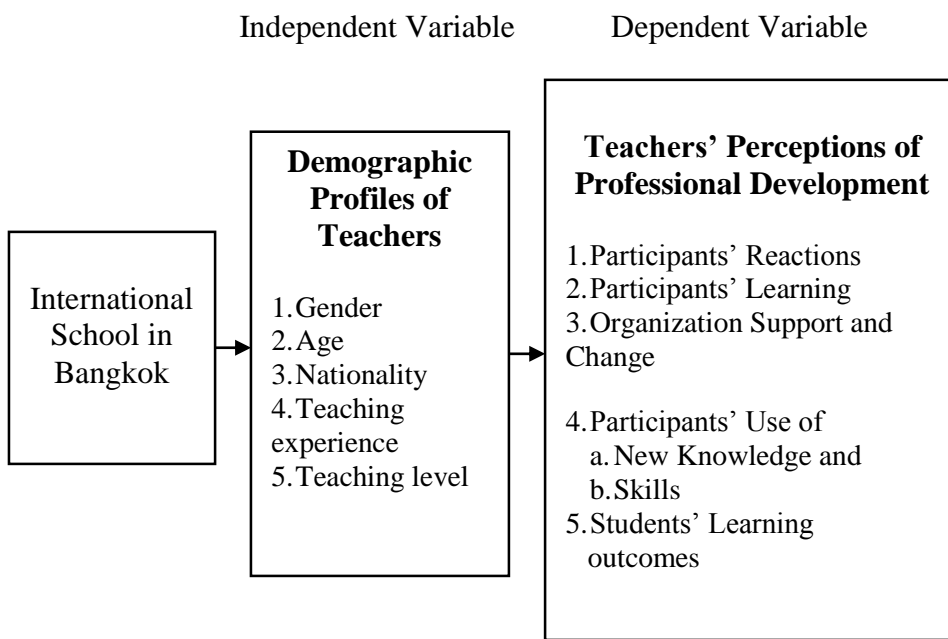 Independent Variable
Dependent Variable
International
School in
Bangkok
Demographic
Profiles of
Teachers
1.Gender
2.Age
3.Nationality
4.Teaching
experience
5.Teaching level
Teachers’ Perceptions of
Professional Development
1.Participants’ Reactions
2.Participants’ Learning
3.Organization Support and
Change
4.Participants’ Use of
a.New Knowledge and
b.Skills
5.Students’ Learning
outcomes